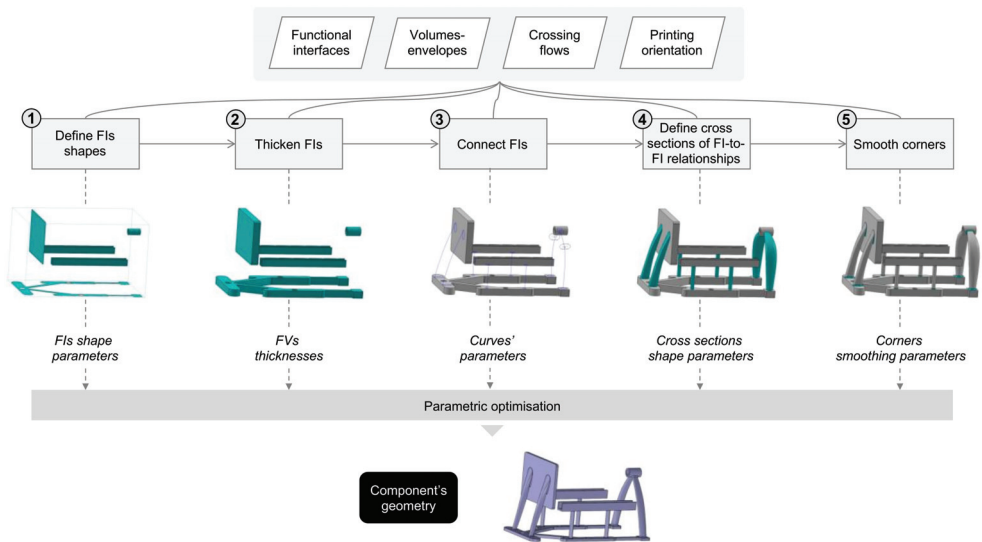 Functional
interfaces
Volumes-
envelopes
Crossing
flows
Printing
orientation
1
Define FIs
shapes
2
Thicken FIs
3
Connect FIs
4
Define cross
sections of FI-to-
FI relationships
5
Smooth corners
FIs shape
parameters
FVs
thicknesses
Curves'
parameters
Cross sections
shape parameters
Corners
smoothing parameters
Parametric optimisation
Component's
geometry